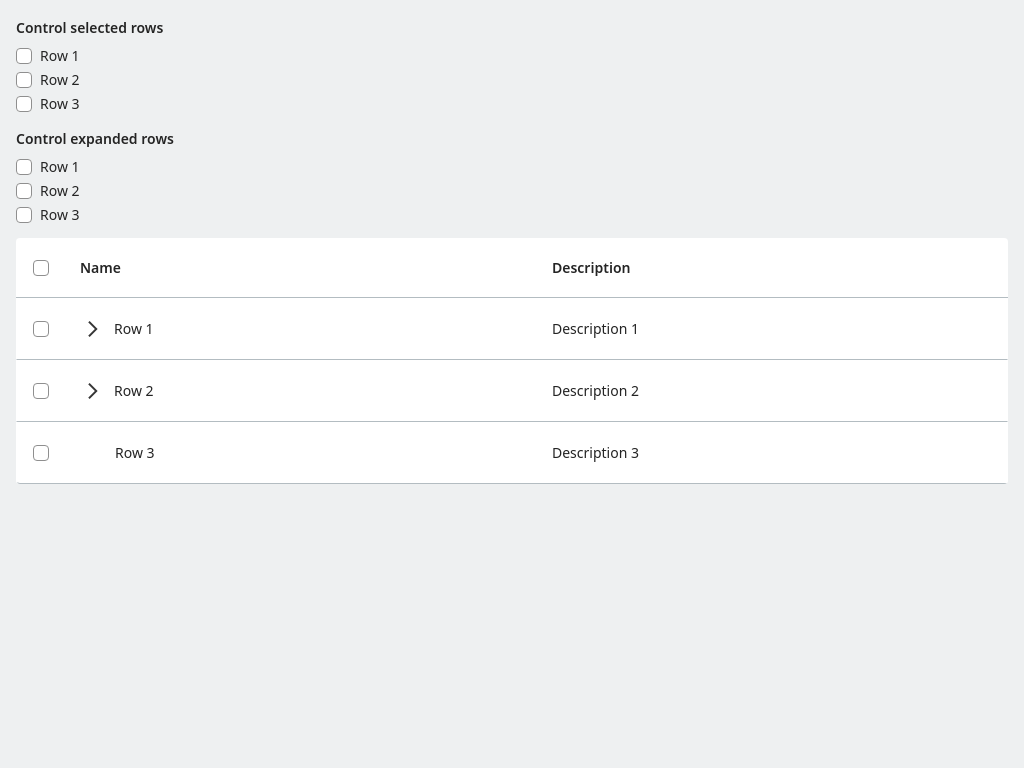 Control selected rows
Row 1
Row 2
Row 3
Control expanded rows
Row 1
Row 2
Row 3
Name Description
Row 1 Description 1
Row 2 Description 2
Row 3 Description 3